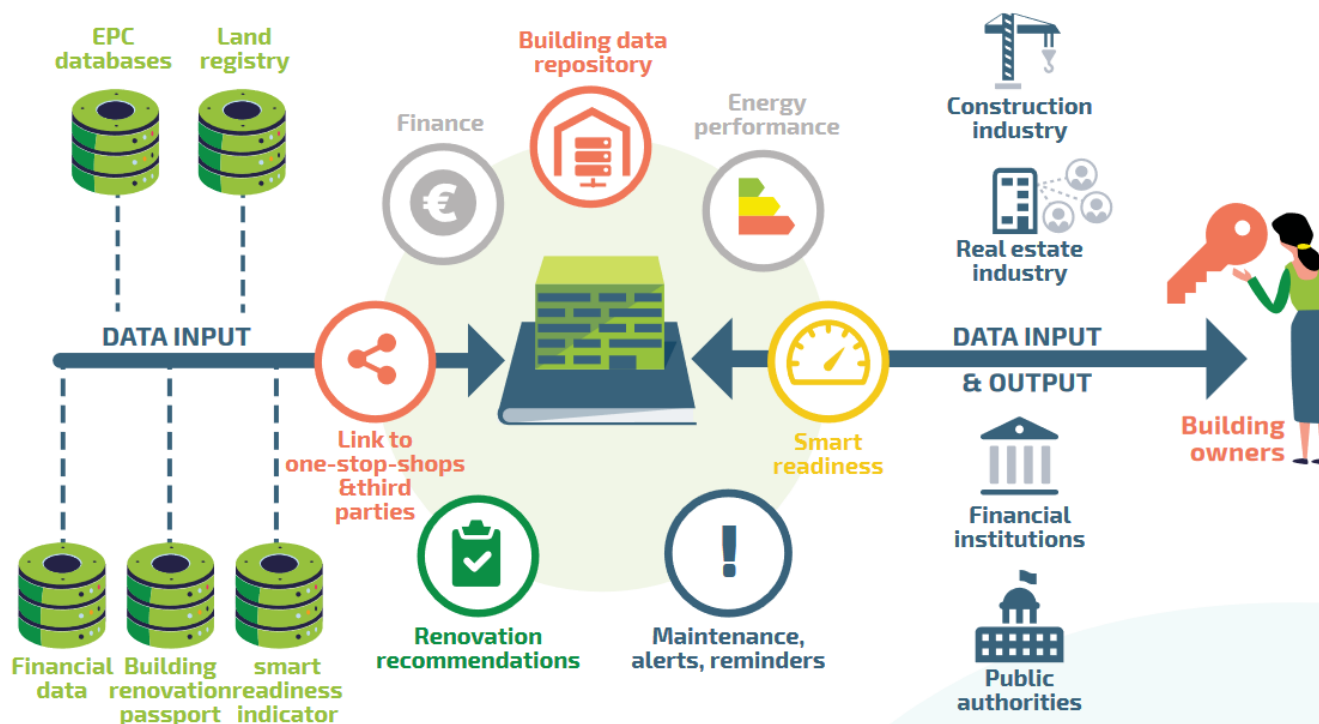 EPC
databases
Land
registry
Building data
repository
Finance
Energy
performance
Construction
industry
Real estate
industry
DATA INPUT
DATA INPUT
& OUTPUT
Link to
one-stop-shops
&third
parties
Smart
readiness
Building
owners
Financial
institutions
Renovation
recommendations
Maintenance,
alerts, reminders
Public
authorities
Financial
data
Building
renovation
passport
smart
readiness
indicator